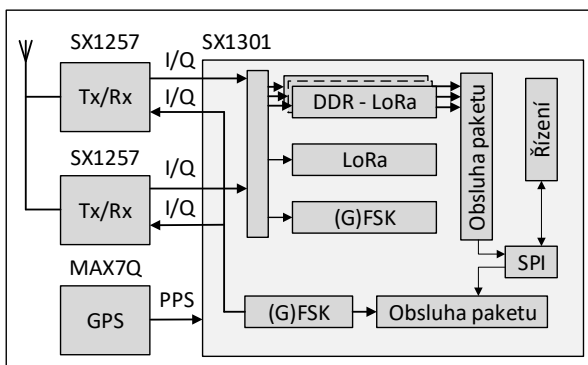 SX1257
SX1301
I/Q
Tx/Rx
I/Q
DDR - LoRa
Obsluha paketu
Řízení
SX1257
I/Q
LoRa
Tx/Rx
I/Q
(G)FSK
MAX7Q
SPI
PPS
GPS
(G)FSK
Obsluha paketu